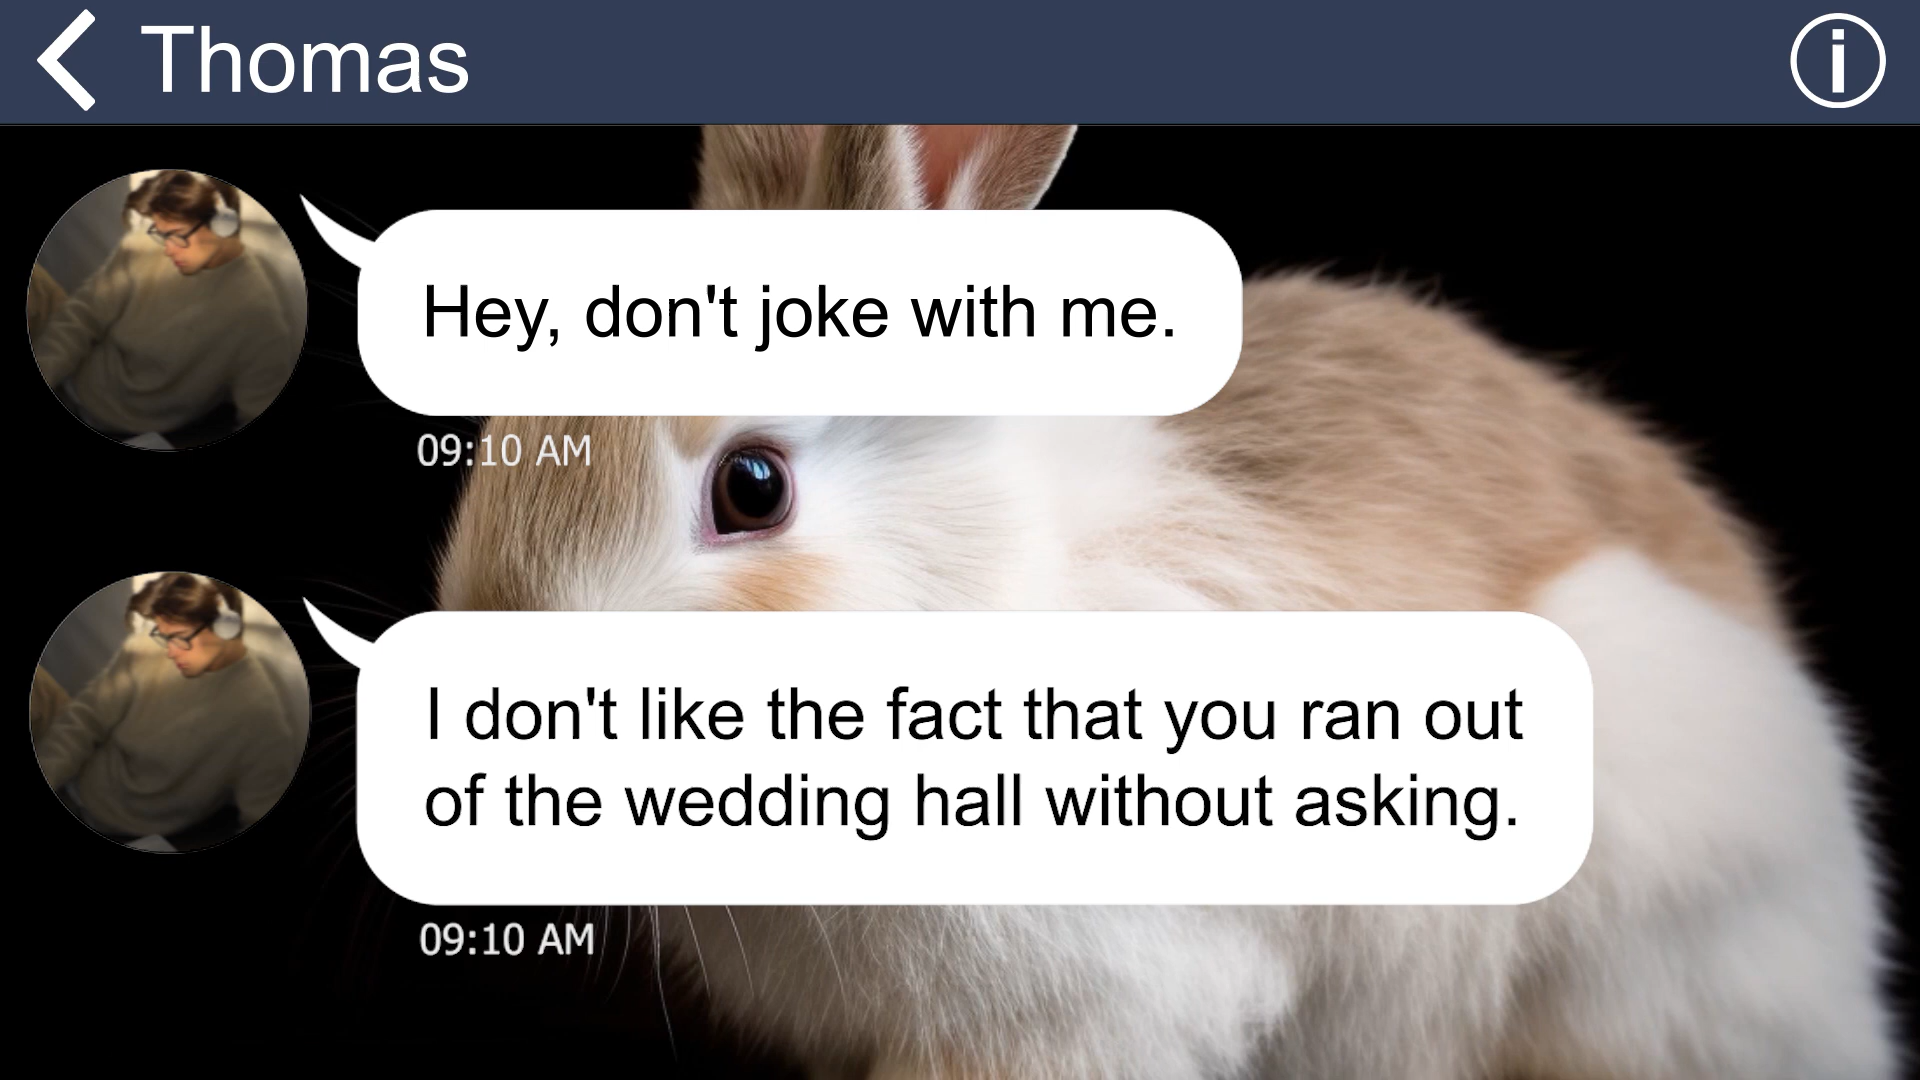 Thomas
Hey, don't joke with me.
09:10 AM
I don't like the fact that you ran out
of the wedding hall without asking.
09:10 AM